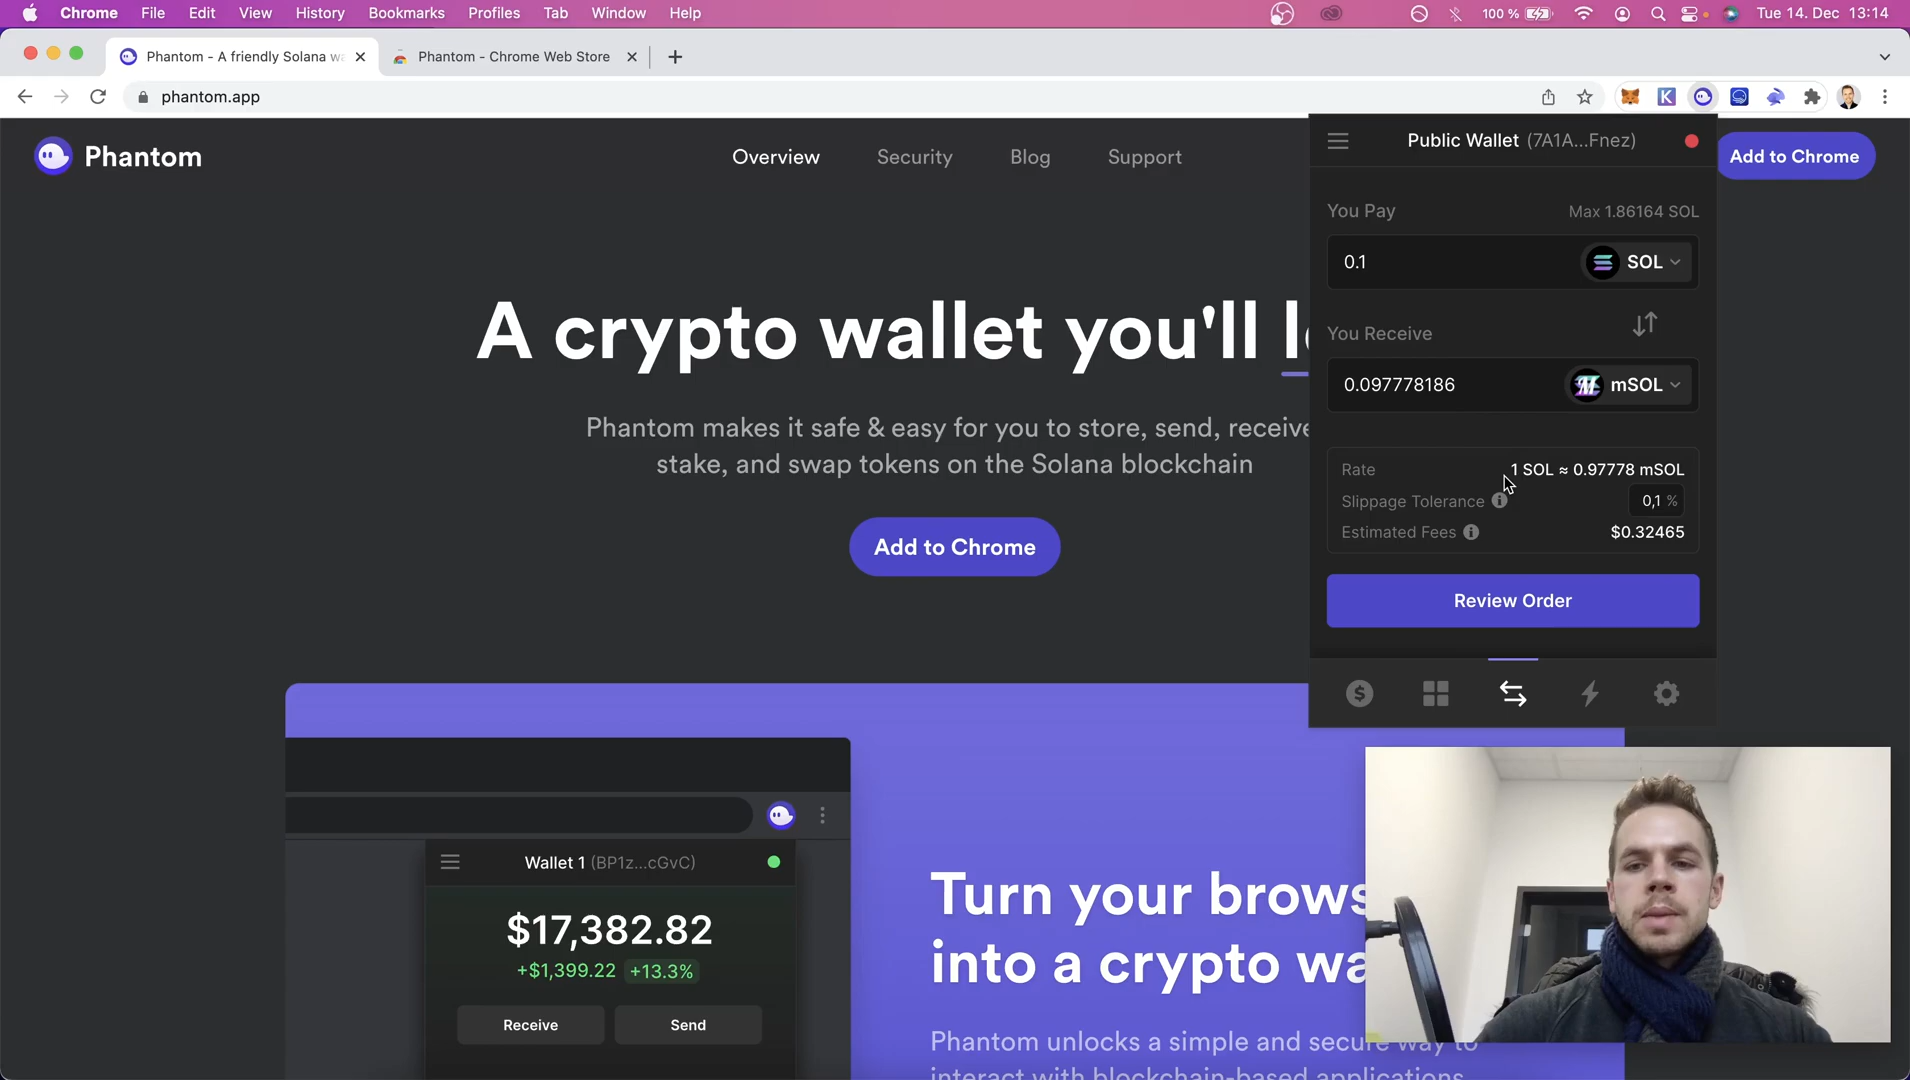 Chrome File Edit View History Bookmarks Profiles Tab Window Help 100 % Tue 14. Dec 13:14
Phantom - A friendly Solana wa
Phantom - Chrome Web Store
phantom.app
Phantom
Overview Security Blog Support
Add to Chrome
A crypto wallet you'll l
Phantom makes it safe & easy for you to store, send, receive
stake, and swap tokens on the Solana blockchain
Add to Chrome
Public Wallet (7A1A...Fnez)
You Pay Max 1.86164 SOL
0.1 SOL
You Receive
0.097778186 mSOL
Rate 1 SOL ≈ 0.97778 mSOL
Slippage Tolerance 0,1 %
Estimated Fees $0.32465
Review Order
Wallet 1 (BP1z...cGvC)
$17,382.82
+$1,399.22 +13.3%
Receive Send
Turn your brows
into a crypto wa
Phantom unlocks a simple and secure way to
interact with blockchain-based applications